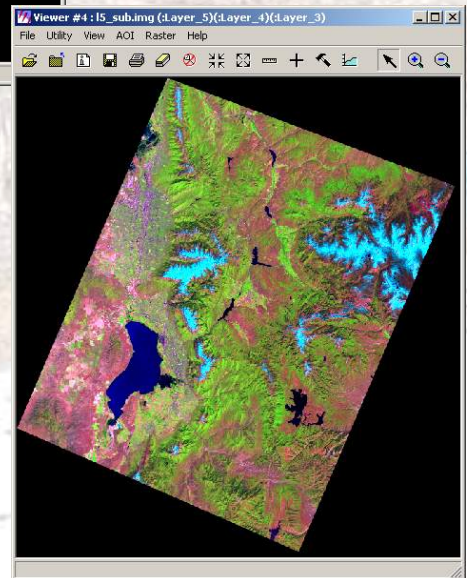 Viewer #4 : l5_sub.img (:Layer_5)(:Layer_4)(:Layer_3)
File Utility View AOI Raster Help